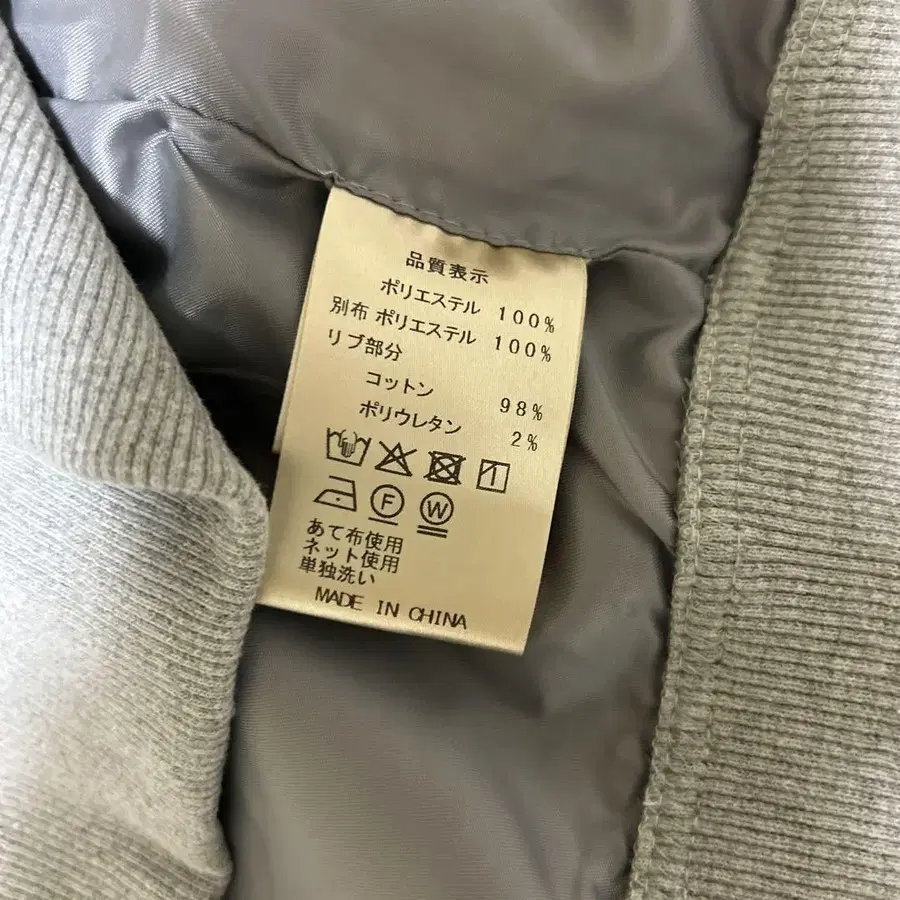 品質表示
ポリエステル 100%
別布 ポリエステル 100%
リブ部分
コットン 98%
ポリウレタン 2%
F W
あて布使用
ネット使用
単独洗い
MADE IN CHINA